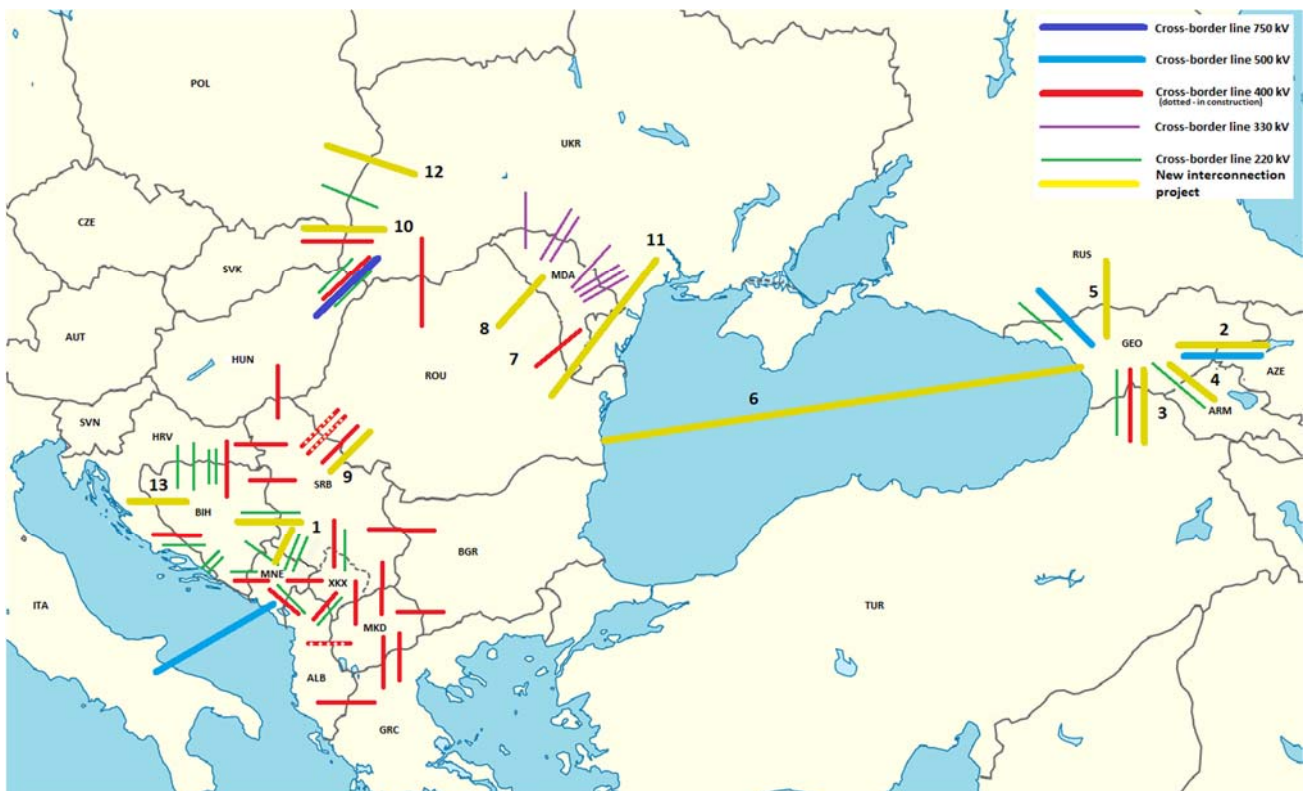 Cross-border line 750 kV
Cross-border line 500 kV
Cross-border line 400 kV
(dotted - in construction)
Cross-border line 330 kV
Cross-border line 220 kV
New interconnection
project
POL
UKR
12
CZE
10
SVK
11
MDA
RUS
5
AUT
8
GEO
2
HUN
7
AZE
ROU
4
6
ARM
3
SVN
HRV
9
SRB
13
BIH
1
BGR
MNE
XKX
ITA
TUR
MKD
ALB
GRC